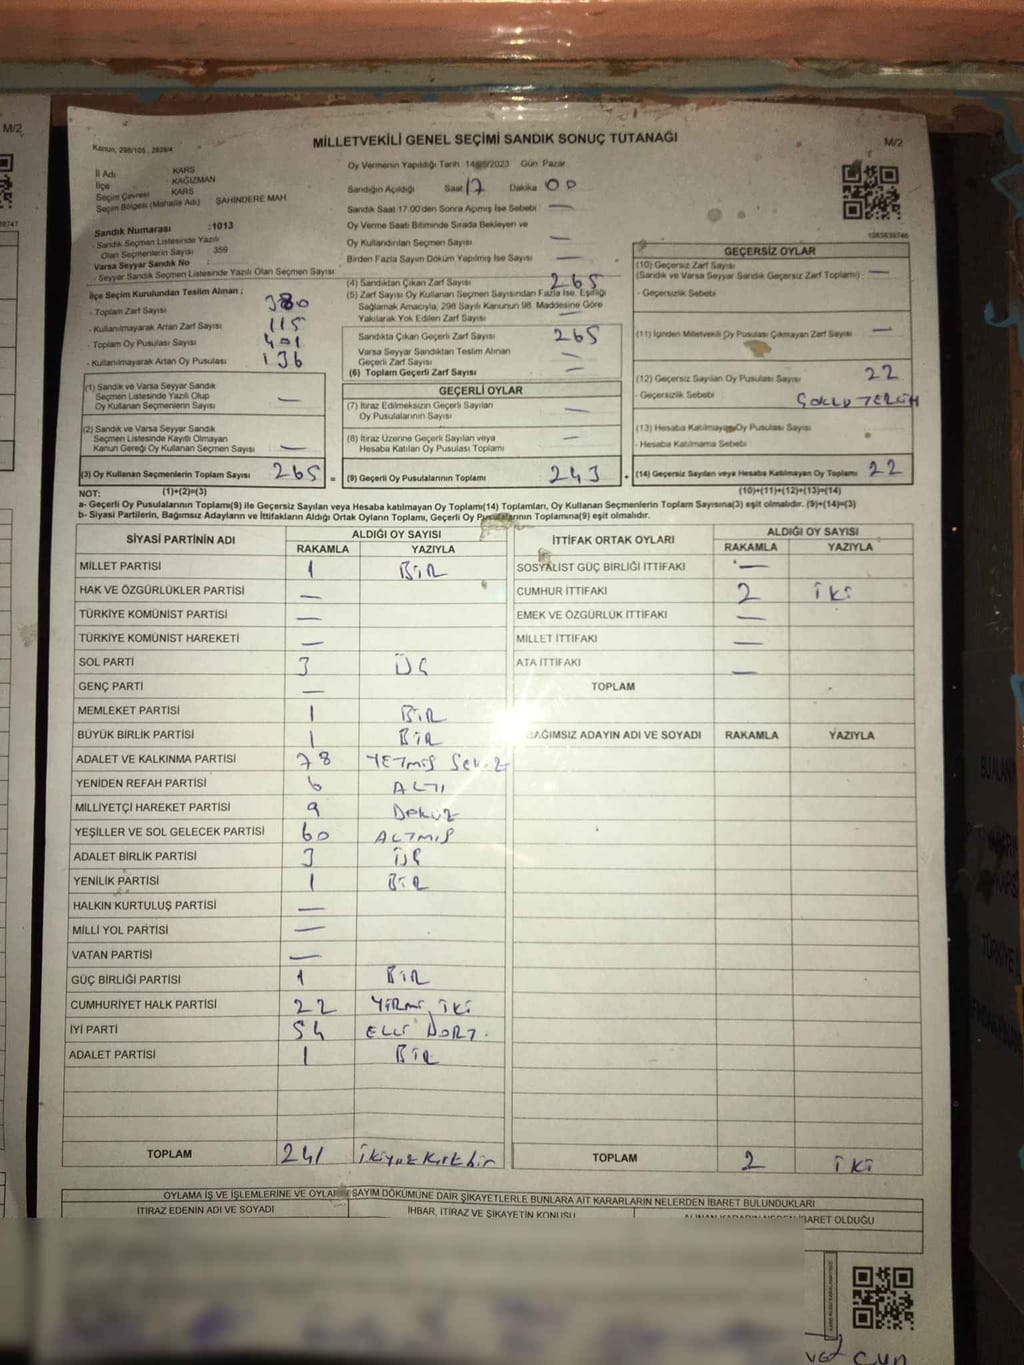 M/2
MİLLETVEKİLİ GENEL SEÇİMİ SANDIK SONUÇ TUTANAĞI
M/2
Kanun: 298/105, 2839/4
Oy Vermenin Yapıldığı Tarih 14/05/2023 Gün Pazar
İl Adı KARS
İlçe KAĞIZMAN
Seçim Çevresi KARS
Seçim Bölgesi (Mahalle Adı) ŞAHİNDERE MAH
Sandık Numarası :1013
- Sandık Seçmen Listesinde Yazılı
Olan Seçmenlerin Sayısı 359
Varsa Seyyar Sandık No
- Seyyar Sandık Seçmen Listesinde Yazılı Olan Seçmen Sayısı
İlçe Seçim Kurulundan Teslim Alınan ;
- Toplam Zarf Sayısı 380
- Kullanılmayarak Artan Zarf Sayısı 115
- Toplam Oy Pusulası Sayısı 401
- Kullanılmayarak Artan Oy Pusulası 136
(1) Sandık ve Varsa Seyyar Sandık
Seçmen Listesinde Yazılı Olup
Oy Kullanan Seçmenlerin Sayısı —
(2) Sandık ve Varsa Seyyar Sandık
Seçmen Listesinde Kayıtlı Olmayan
Kanun Gereği Oy Kullanan Seçmen Sayısı —
(3) Oy Kullanan Seçmenlerin Toplam Sayısı 265 =
Sandığın Açıldığı Saat 17 Dakika 00
Sandık Saat 17.00'den Sonra Açılmış İse Sebebi —
Oy Verme Saati Bitiminde Sırada Bekleyen ve
Oy Kullandırılan Seçmen Sayısı —
Birden Fazla Sayım Döküm Yapılmış İse Sayısı —
(4) Sandıktan Çıkan Zarf Sayısı 265
(5) Zarf Sayısı Oy Kullanan Seçmen Sayısından Fazla İse, Eşitliği
Sağlamak Amacıyla, 298 Sayılı Kanunun 98. Maddesine Göre
Yakılarak Yok Edilen Zarf Sayısı —
Sandıkta Çıkan Geçerli Zarf Sayısı 265
Varsa Seyyar Sandıktan Teslim Alınan
Geçerli Zarf Sayısı —
(6) Toplam Geçerli Zarf Sayısı —
GEÇERLİ OYLAR
(7) İtiraz Edilmeksizin Geçerli Sayılan
Oy Pusulalarının Sayısı —
(8) İtiraz Üzerine Geçerli Sayılan veya
Hesaba Katılan Oy Pusulası Toplamı —
(9) Geçerli Oy Pusulalarının Toplamı 243 +
1083839746
GEÇERSİZ OYLAR
(10) Geçersiz Zarf Sayısı
(Sandık ve Varsa Seyyar Sandık Geçersiz Zarf Toplamı) —
- Geçersizlik Sebebi
(11) İçinden Milletvekili Oy Pusulası Çıkmayan Zarf Sayısı —
(12) Geçersiz Sayılan Oy Pusulası Sayısı 22
- Geçersizlik Sebebi ÇOKLU TERCİH
(13) Hesaba Katılmayan Oy Pusulası Sayısı
- Hesaba Katılmama Sebebi
(14) Geçersiz Sayılan veya Hesaba Katılmayan Oy Toplamı 22
NOT: (1)+(2)=(3) (10)+(11)+(12)+(13)=(14)
a- Geçerli Oy Pusulalarının Toplamı(9) ile Geçersiz Sayılan veya Hesaba katılmayan Oy Toplam(14) Toplamları, Oy Kullanan Seçmenlerin Toplam Sayısına(3) eşit olmalıdır. (9)+(14)=(3)
b- Siyasi Partilerin, Bağımsız Adayların ve İttifakların Aldığı Ortak Oyların Toplamı, Geçerli Oy Pusulalarının Toplamına(9) eşit olmalıdır.
SİYASİ PARTİNİN ADI ALDIĞI OY SAYISI
RAKAMLA YAZIYLA
MİLLET PARTİSİ 1 BİR
HAK VE ÖZGÜRLÜKLER PARTİSİ —
TÜRKİYE KOMÜNİST PARTİSİ —
TÜRKİYE KOMÜNİST HAREKETİ —
SOL PARTİ 3 ÜÇ
GENÇ PARTİ —
MEMLEKET PARTİSİ 1 BİR
BÜYÜK BİRLİK PARTİSİ 1 BİR
ADALET VE KALKINMA PARTİSİ 78 YETMİŞ SEKİZ
YENİDEN REFAH PARTİSİ 6 ALTI
MİLLİYETÇİ HAREKET PARTİSİ 9 DOKUZ
YEŞİLLER VE SOL GELECEK PARTİSİ 60 ALTMIŞ
ADALET BİRLİK PARTİSİ 3 ÜÇ
YENİLİK PARTİSİ 1 BİR
HALKIN KURTULUŞ PARTİSİ —
MİLLİ YOL PARTİSİ —
VATAN PARTİSİ —
GÜÇ BİRLİĞİ PARTİSİ 1 BİR
CUMHURİYET HALK PARTİSİ 22 YİRMİ İKİ
İYİ PARTİ 54 ELLİ DÖRT.
ADALET PARTİSİ 1 BİR
TOPLAM 241 İkiyüz Kırkbir
İTTİFAK ORTAK OYLARI ALDIĞI OY SAYISI
RAKAMLA YAZIYLA
SOSYALİST GÜÇ BİRLİĞİ İTTİFAKI —
CUMHUR İTTİFAKI 2 İKİ
EMEK VE ÖZGÜRLÜK İTTİFAKI —
MİLLET İTTİFAKI —
ATA İTTİFAKI —
TOPLAM
BAĞIMSIZ ADAYIN ADI VE SOYADI RAKAMLA YAZIYLA
TOPLAM 2 İKİ
OYLAMA İŞ VE İŞLEMLERİNE VE OYLARIN SAYIM DÖKÜMÜNE DAİR ŞİKAYETLERLE BUNLARA AİT KARARLARIN NELERDEN İBARET BULUNDUKLARI
İTİRAZ EDENİN ADI VE SOYADI İHBAR, İTİRAZ VE ŞİKAYETİN KONUSU ALINAN KARARIN NEDEN İBARET OLDUĞU